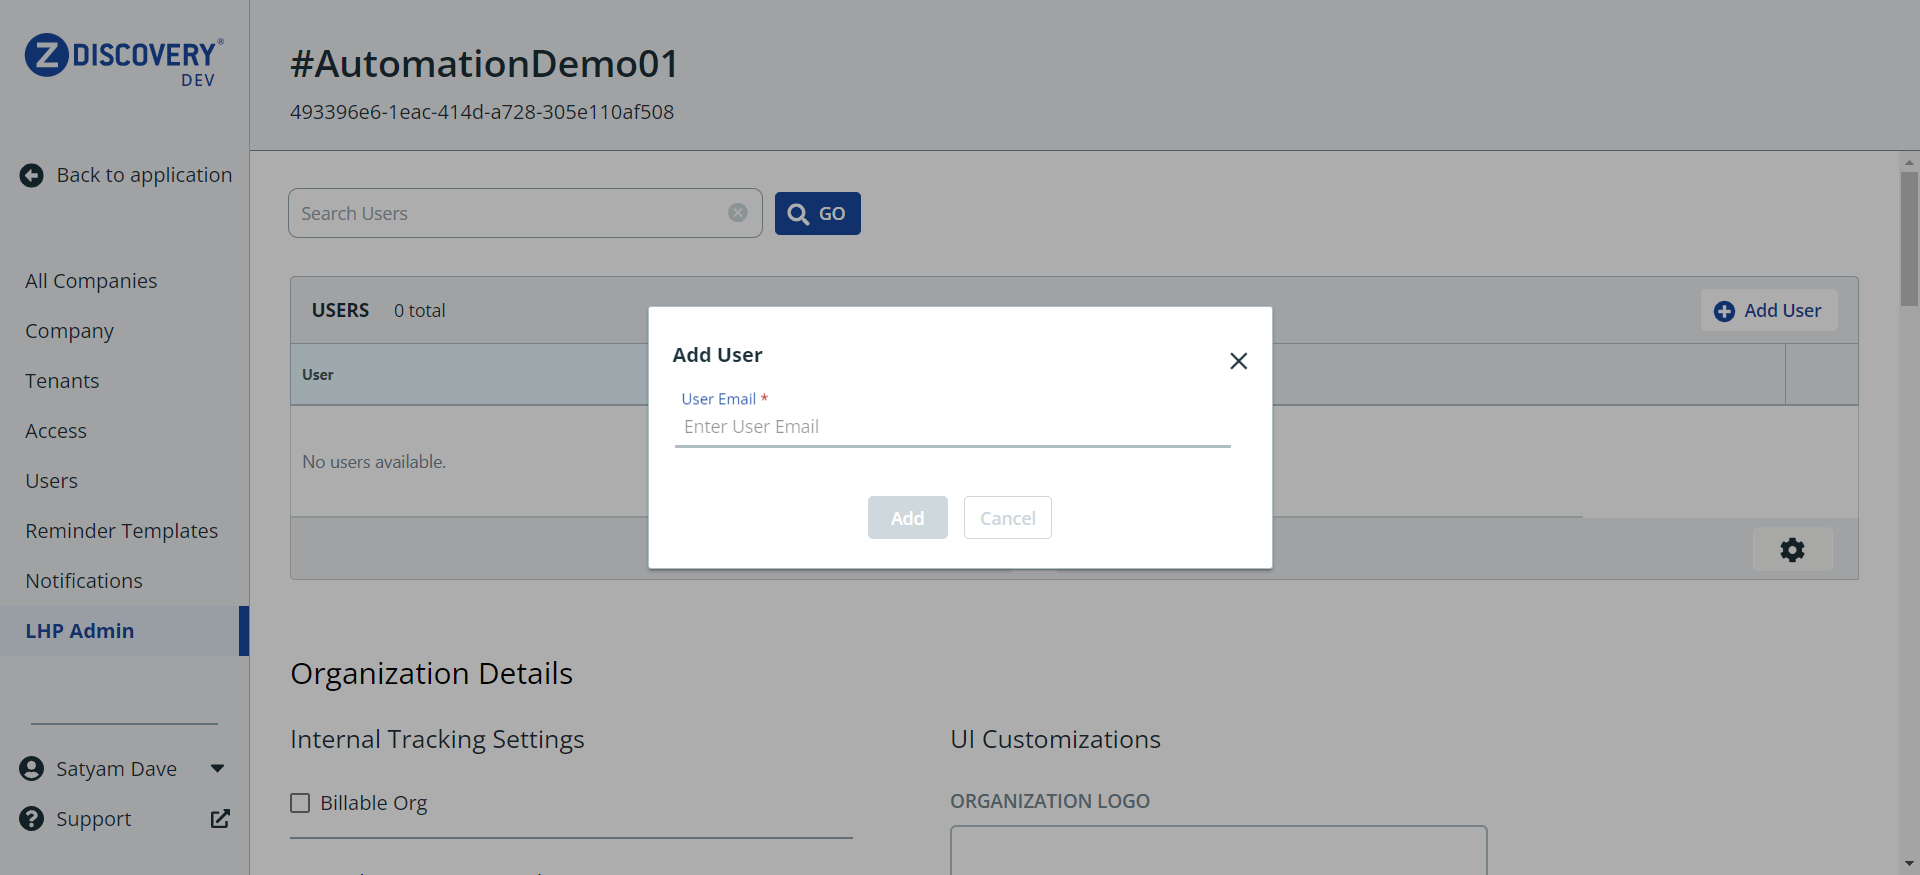 Z DISCOVERY®
DEV
Back to application
All Companies
Company
Tenants
Access
Users
Reminder Templates
Notifications
LHP Admin
Satyam Dave
Support
#AutomationDemo01
493396e6-1eac-414d-a728-305e110af508
Search Users
GO
USERS 0 total
Add User
User
No users available.
Add User
User Email *
Enter User Email
Add
Cancel
Organization Details
Internal Tracking Settings
Billable Org
UI Customizations
ORGANIZATION LOGO